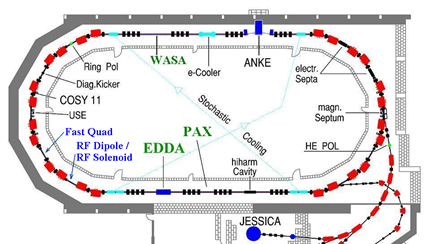 WASA
e-Cooler
ANKE
electr.
Septa
Ring Pol
Diag.Kicker
COSY 11
USE
Stochastic
Cooling
magn.
Septum
Fast Quad
RF Dipole /
RF Solenoid
EDDA
PAX
hiharm
Cavity
HE POL
JESSICA